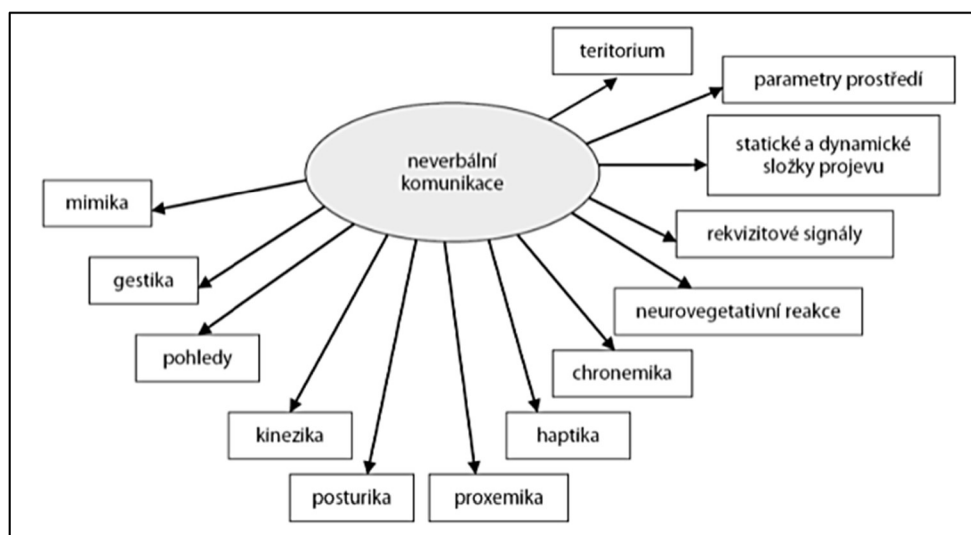 teritorium
parametry prostředí
statické a dynamické
složky projevu
neverbální
komunikace
mimika
rekvizitové signály
gestika
neurovegetativní reakce
pohledy
chronemika
kinezika
haptika
posturika
proxemika